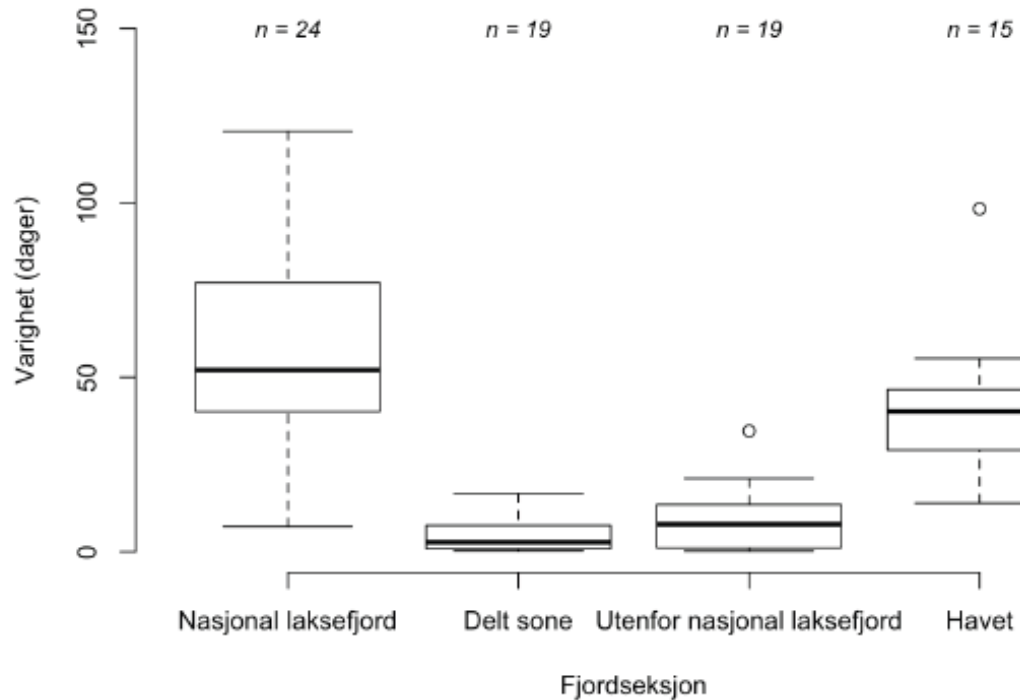 n = 24 n = 19 n = 19 n = 15
150
100
50
0
Varighet (dager)
Nasjonal laksefjord Delt sone Utenfor nasjonal laksefjord Havet
Fjordseksjon